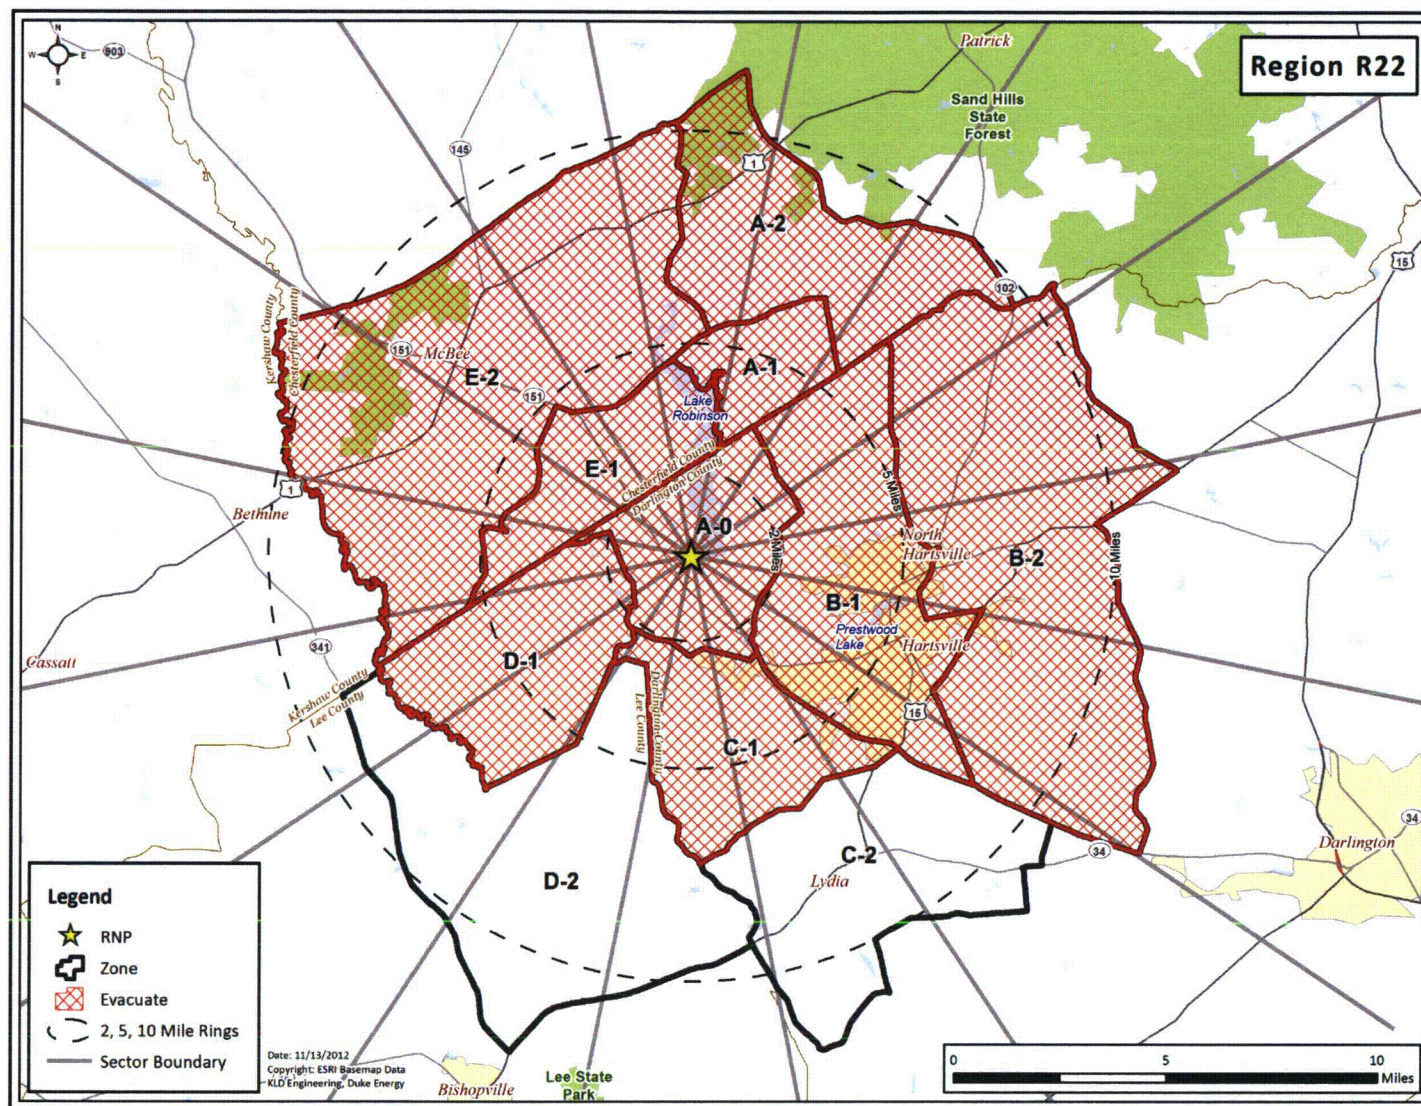 Region R22
N
W
E
S
903
Patrick
Sand Hills
State
Forest
145
1
A-2
15
102
Kershaw County
Chesterfield County
151
McBee
E-2
151
A-1
Lake
Robinson
E-1
Chesterfield County
Darlington County
5 Miles
1
Bethune
A-0
2 Miles
North
Hartsville
B-2
10 Miles
B-1
Prestwood
Lake
Hartsville
341
Cassatt
D-1
Kershaw County
Lee County
Darlington County
Lee County
15
C-1
34
Darlington
34
C-2
Lydia
D-2
Legend
RNP
Zone
Evacuate
2, 5, 10 Mile Rings
Sector Boundary
Date: 11/13/2012
Copyright: ESRI Basemap Data
KLD Engineering, Duke Energy
Bishopville
Lee State
Park
0
5
10
Miles